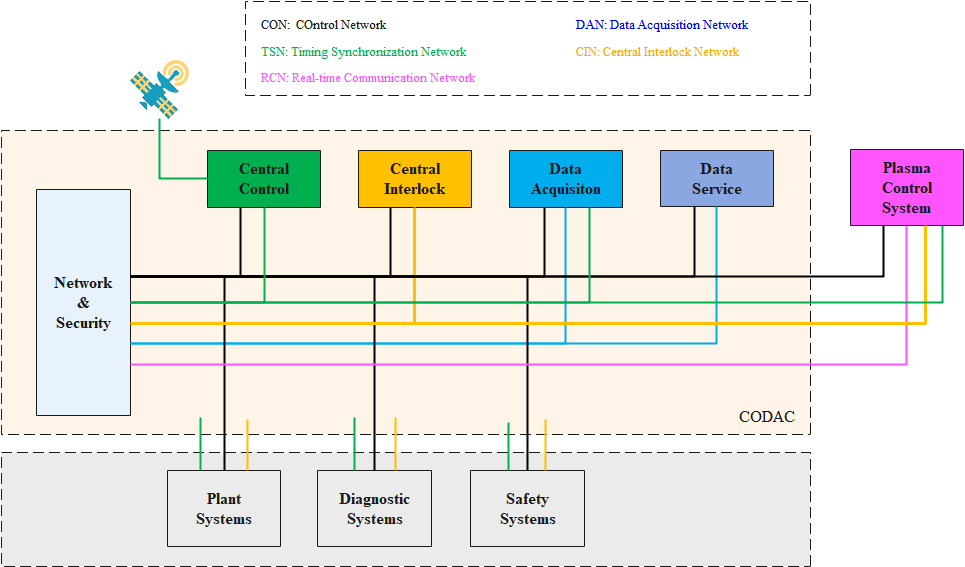 CON: COntrol Network
DAN: Data Acquisition Network
TSN: Timing Synchronization Network
CIN: Central Interlock Network
RCN: Real-time Communication Network
Central
Control
Central
Interlock
Data
Acquisiton
Data
Service
Plasma
Control
System
Network
&
Security
CODAC
Plant
Systems
Diagnostic
Systems
Safety
Systems